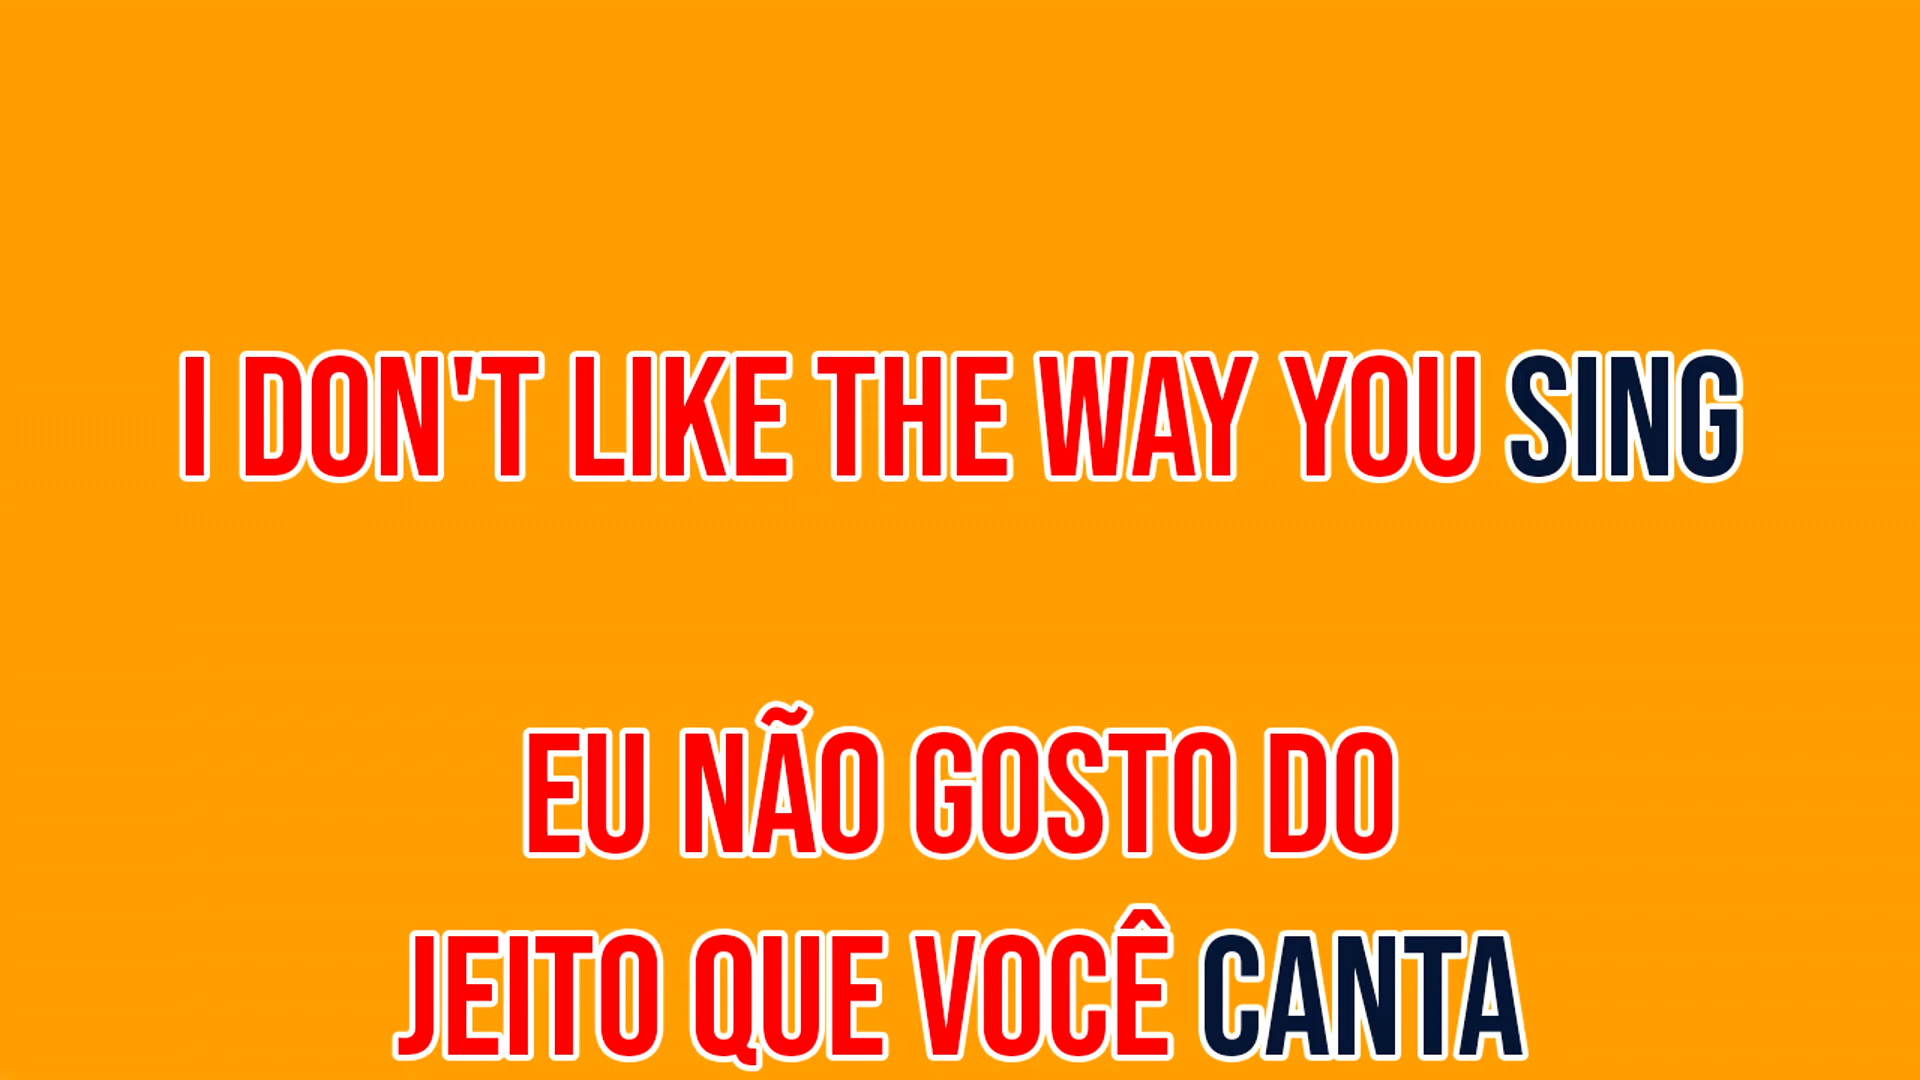 I DON'T LIKE THE WAY YOU SING
EU NÃO GOSTO DO
JEITO QUE VOCÊ CANTA